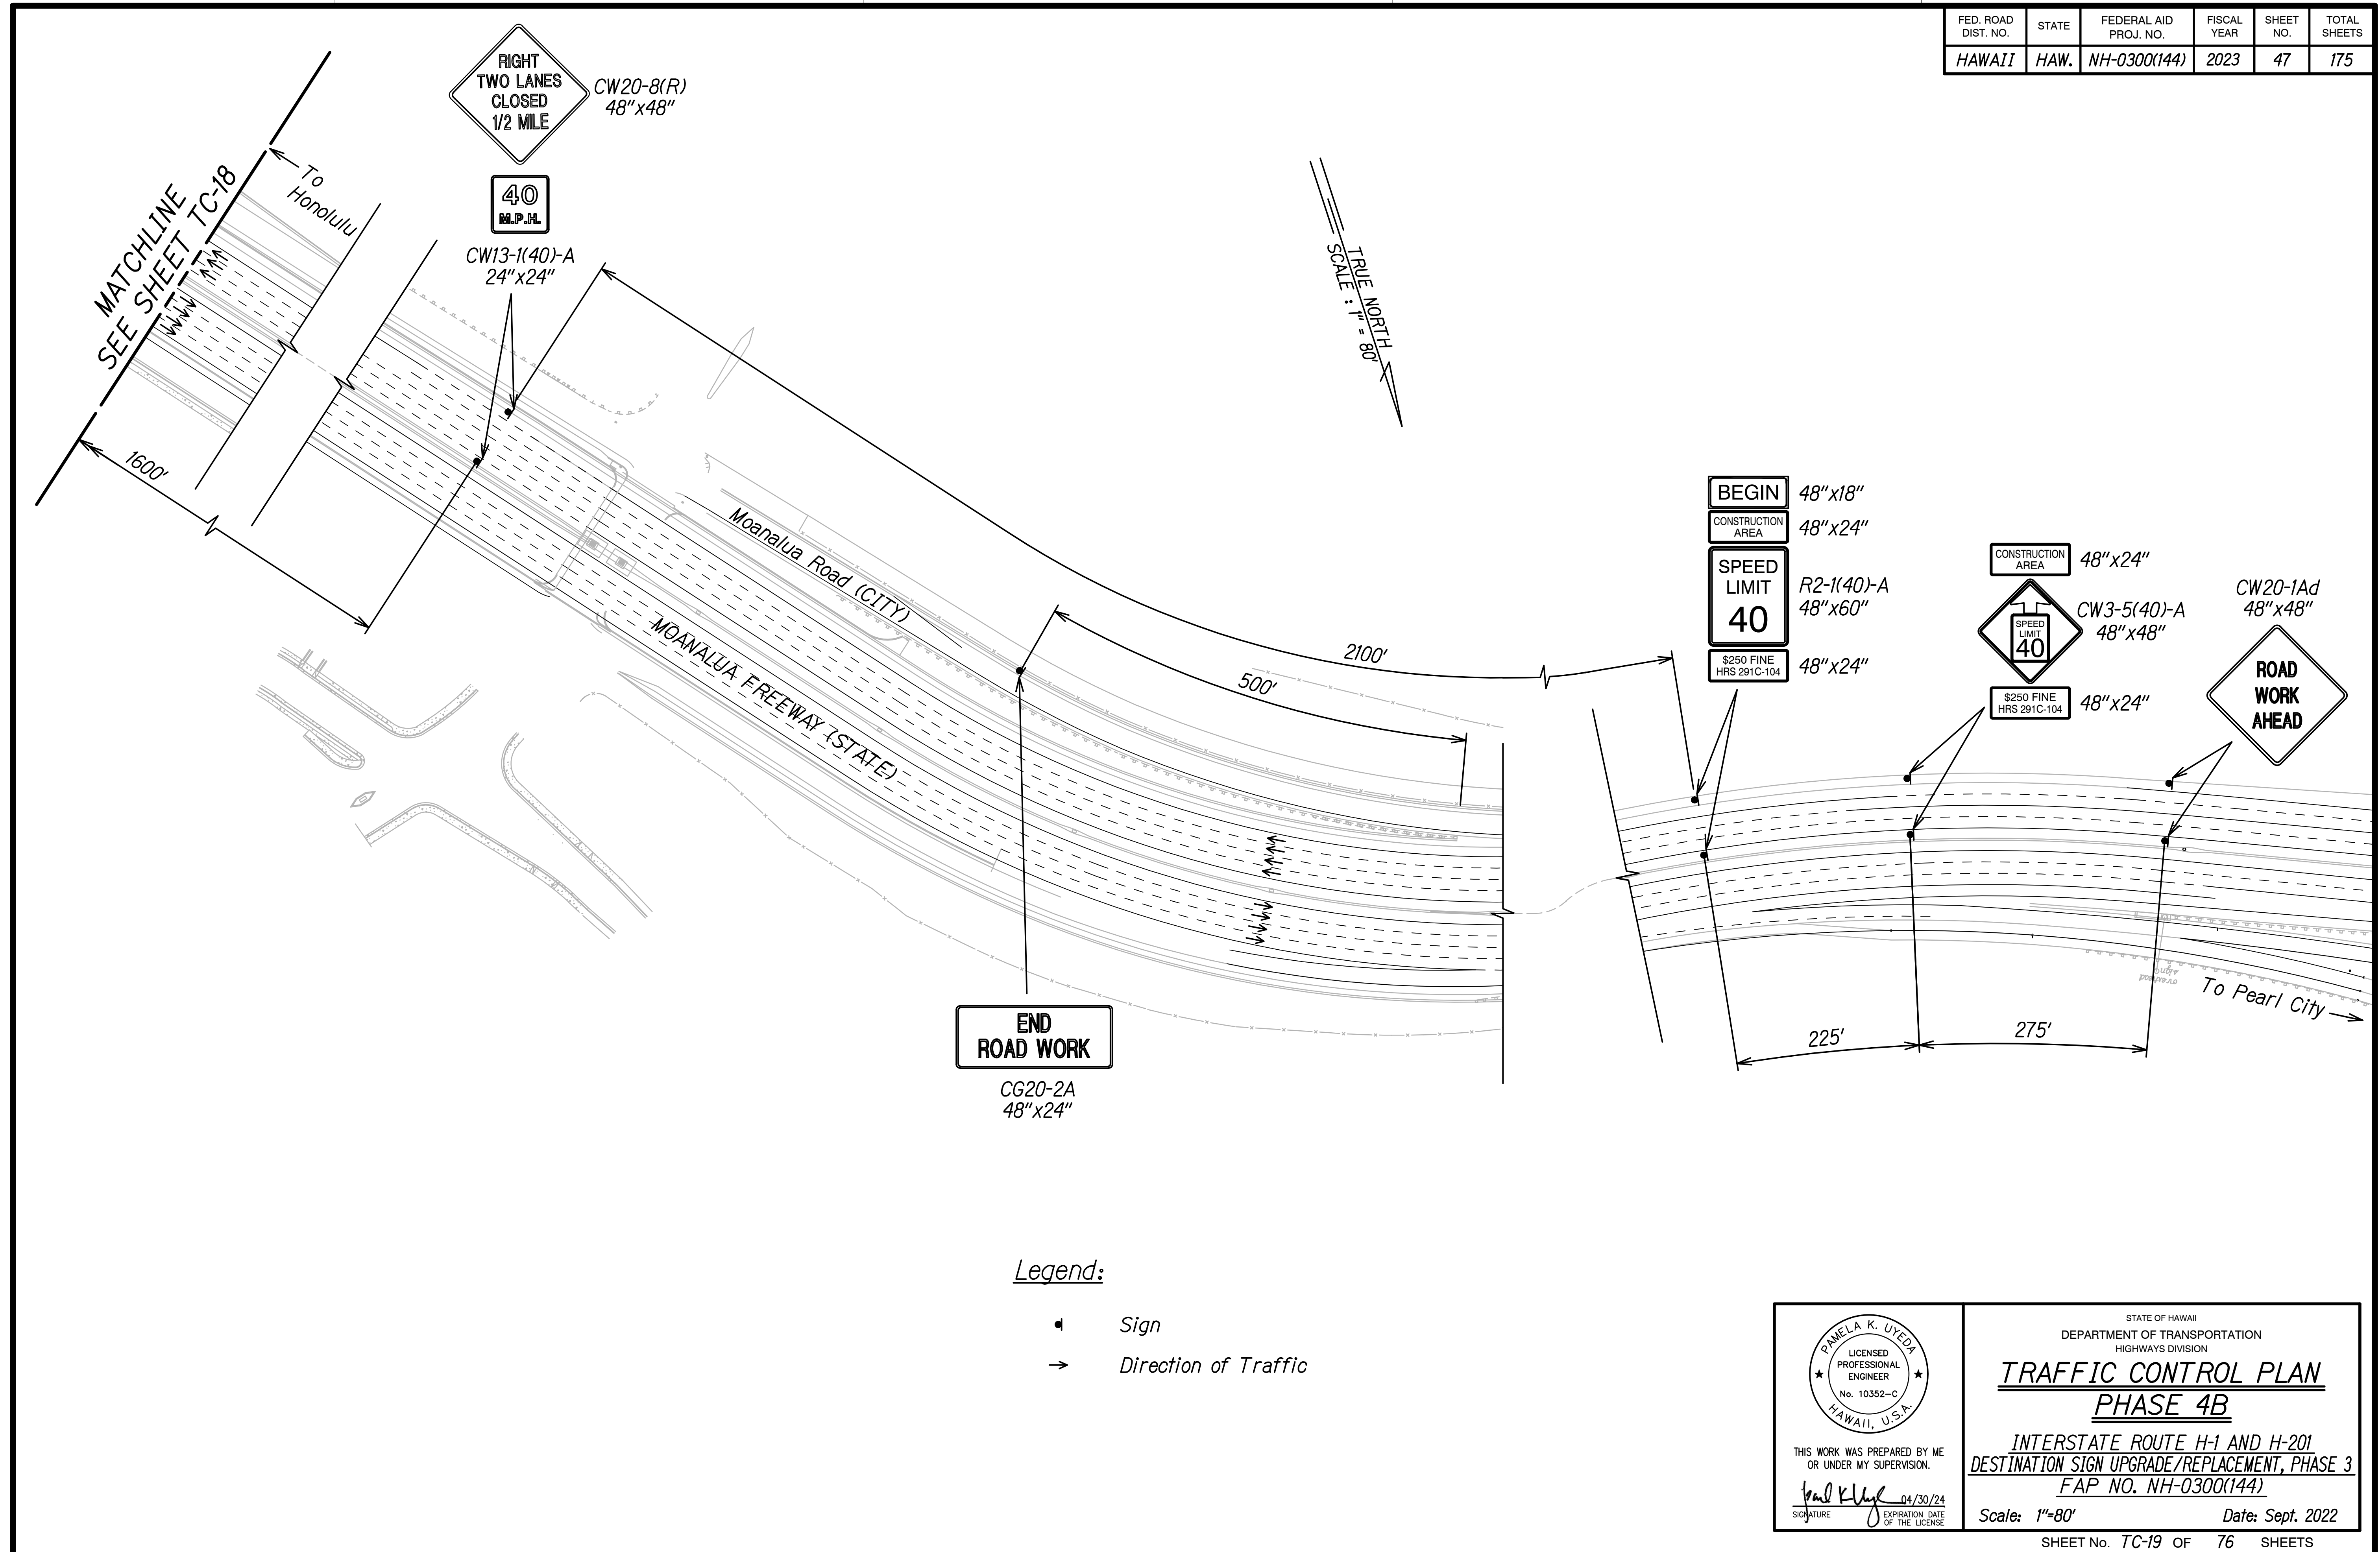 FED. ROAD DIST. NO.
STATE
FEDERAL AID PROJ. NO.
FISCAL YEAR
SHEET NO.
TOTAL SHEETS
HAWAII
HAW.
NH-0300(144)
2023
47
175
RIGHT
TWO LANES
CLOSED
1/2 MILE
CW20-8(R)
48"x48"
40
M.P.H.
CW13-1(40)-A
24"x24"
MATCHLINE
SEE SHEET TC-18
To
Honolulu
1600'
TRUE NORTH
SCALE : 1" = 80'
Moanalua Road (CITY)
MOANALUA FREEWAY (STATE)
2100'
500'
BEGIN
48"x18"
CONSTRUCTION
AREA
48"x24"
SPEED
LIMIT
40
R2-1(40)-A
48"x60"
$250 FINE
HRS 291C-104
48"x24"
CONSTRUCTION
AREA
48"x24"
SPEED
LIMIT
40
CW3-5(40)-A
48"x48"
$250 FINE
HRS 291C-104
48"x24"
CW20-1Ad
48"x48"
ROAD
WORK
AHEAD
overhead
sign
To Pearl City
225'
275'
END
ROAD WORK
CG20-2A
48"x24"
Legend:
Sign
Direction of Traffic
PAMELA K. UYEDA
LICENSED
PROFESSIONAL
ENGINEER
No. 10352-C
HAWAII, U.S.A.
THIS WORK WAS PREPARED BY ME
OR UNDER MY SUPERVISION.
04/30/24
SIGNATURE
EXPIRATION DATE
OF THE LICENSE
STATE OF HAWAII
DEPARTMENT OF TRANSPORTATION
HIGHWAYS DIVISION
TRAFFIC CONTROL PLAN
PHASE 4B
INTERSTATE ROUTE H-1 AND H-201
DESTINATION SIGN UPGRADE/REPLACEMENT, PHASE 3
FAP NO. NH-0300(144)
Scale: 1"=80'
Date: Sept. 2022
SHEET No. TC-19 OF 76 SHEETS